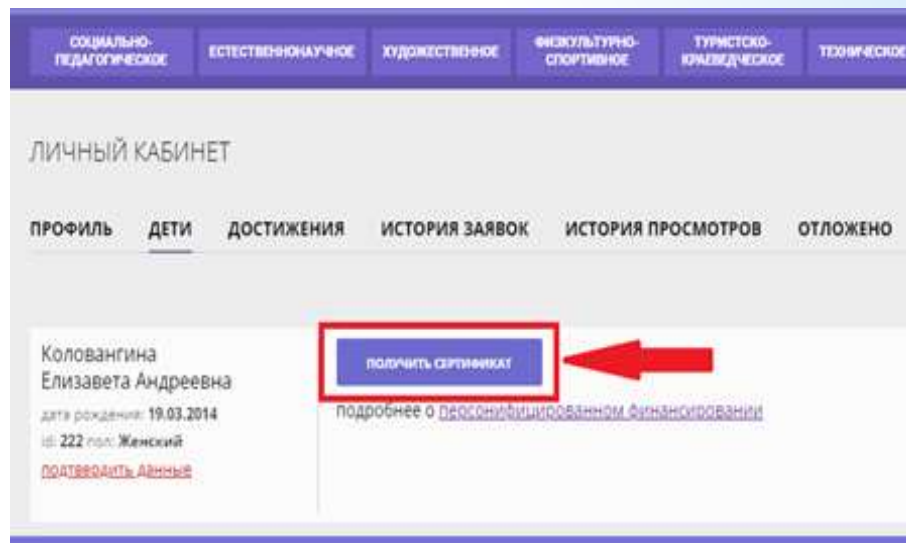 СОЦИАЛЬНО-
ПЕДАГОГИЧЕСКОЕ
ЕСТЕСТВЕННОНАУЧНОЕ
ХУДОЖЕСТВЕННОЕ
ФИЗКУЛЬТУРНО-
СПОРТИВНОЕ
ТУРИСТСКО-
КРАЕВЕДЧЕСКОЕ
ТЕХНИЧЕСКОЕ
ЛИЧНЫЙ КАБИНЕТ
ПРОФИЛЬ ДЕТИ ДОСТИЖЕНИЯ ИСТОРИЯ ЗАЯВОК ИСТОРИЯ ПРОСМОТРОВ ОТЛОЖЕНО
Коловангина
Елизавета Андреевна
дата рождения: 19.03.2014
id: 222 пол: Женский
подтвердить данные
ПОЛУЧИТЬ СЕРТИФИКАТ
подробнее о персонифицированном финансировании